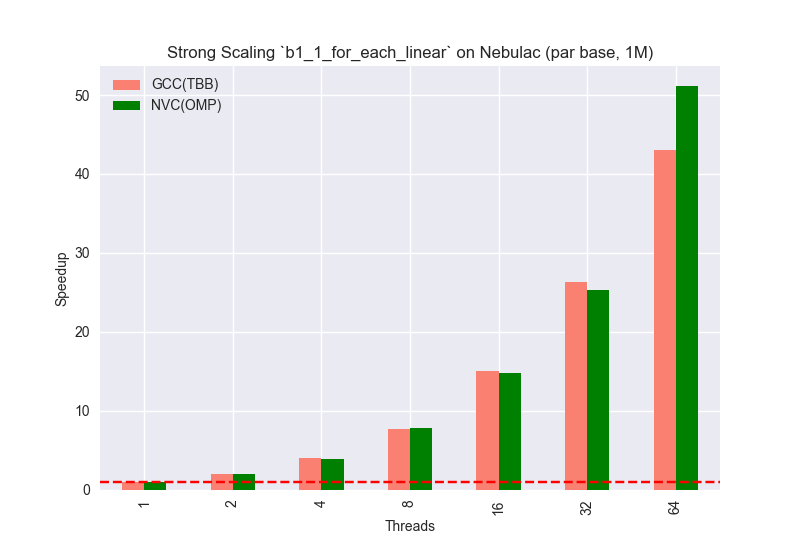 Strong Scaling `b1_1_for_each_linear` on Nebulac (par base, 1M)
GCC(TBB)
NVC(OMP)
Speedup
50
40
30
20
10
0
1
2
4
8
16
32
64
Threads